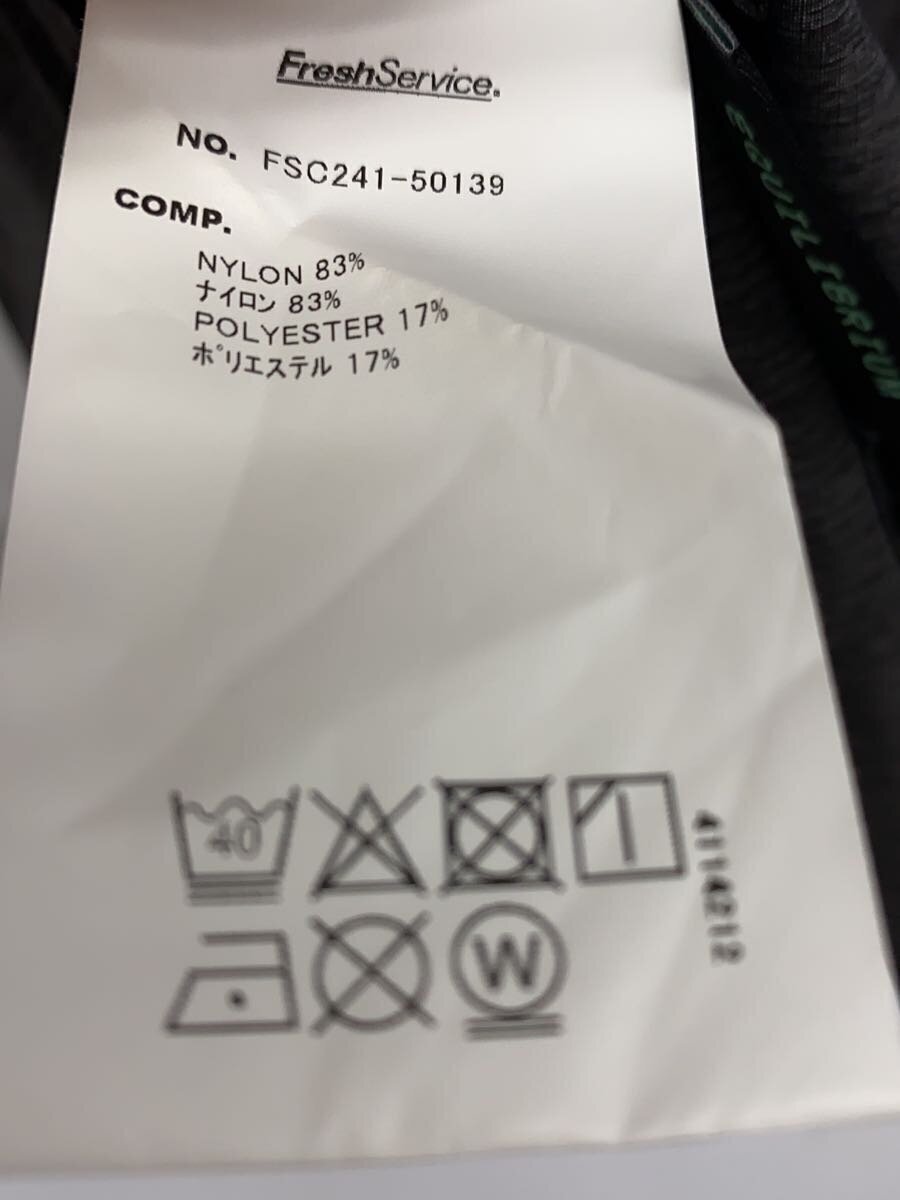 FreshService.
NO. FSC241-50139
COMP.
NYLON 83%
ナイロン 83%
POLYESTER 17%
ポリエステル 17%
40
W
4114212
EQUILIBRIUM